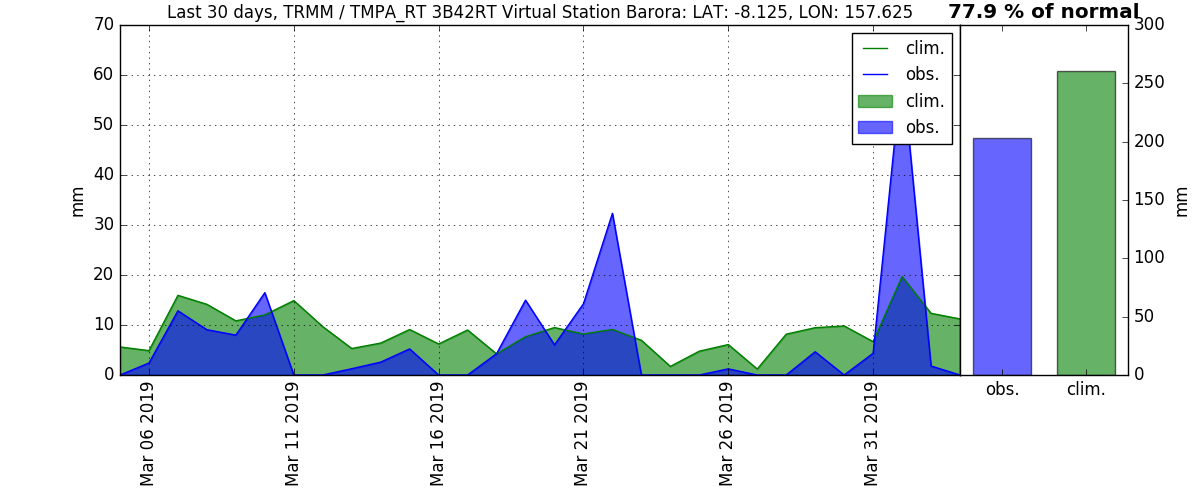 Last 30 days, TRMM / TMPA_RT 3B42RT Virtual Station Barora: LAT: -8.125, LON: 157.625
77.9 % of normal
70
60
50
40
30
20
10
0
mm
clim.
obs.
clim.
obs.
300
250
200
150
100
50
0
mm
Mar 06 2019
Mar 11 2019
Mar 16 2019
Mar 21 2019
Mar 26 2019
Mar 31 2019
obs.
clim.